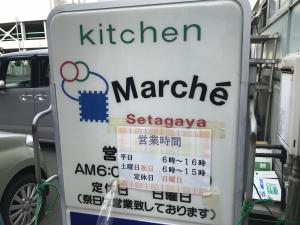 kitchen
Marché
Setagaya
営業時間
平日 6時～16時
土曜日祝日 6時～15時
定休日 日曜日
営
AM6:0
定休日 日曜日
(祭日は営業致しております)